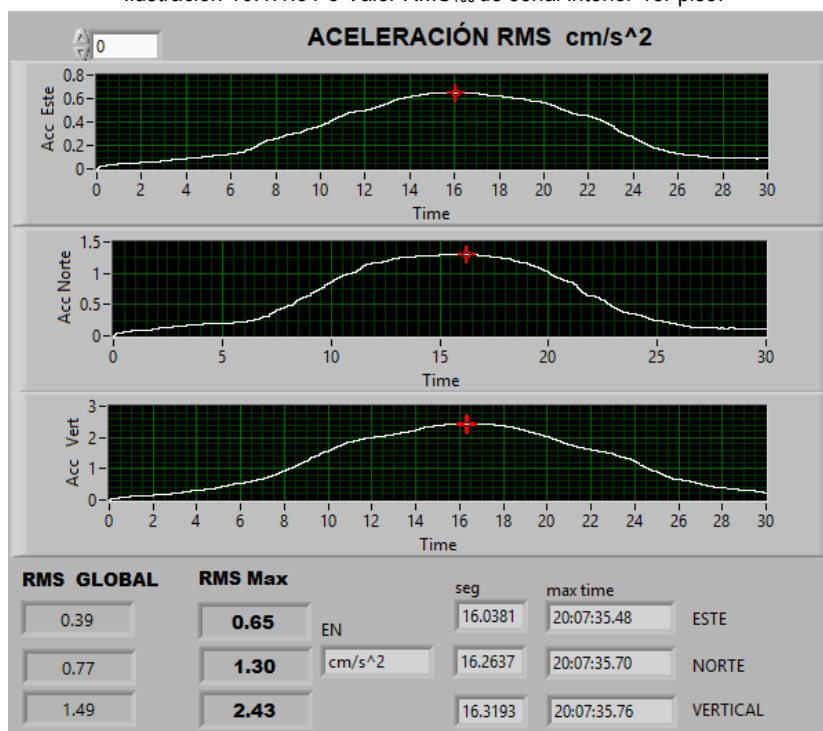 0
ACELERACIÓN RMS cm/s^2
Acc Este
0.8
0.6
0.4
0.2
0
0 2 4 6 8 10 12 14 16 18 20 22 24 26 28 30
Time
Acc Norte
1.5
1
0.5
0
0 5 10 15 20 25 30
Time
Acc Vert
3
2
1
0
0 2 4 6 8 10 12 14 16 18 20 22 24 26 28 30
Time
RMS GLOBAL RMS Max seg max time
0.39 0.65 16.0381 20:07:35.48 ESTE
EN
0.77 1.30 cm/s^2 16.2637 20:07:35.70 NORTE
1.49 2.43 16.3193 20:07:35.76 VERTICAL